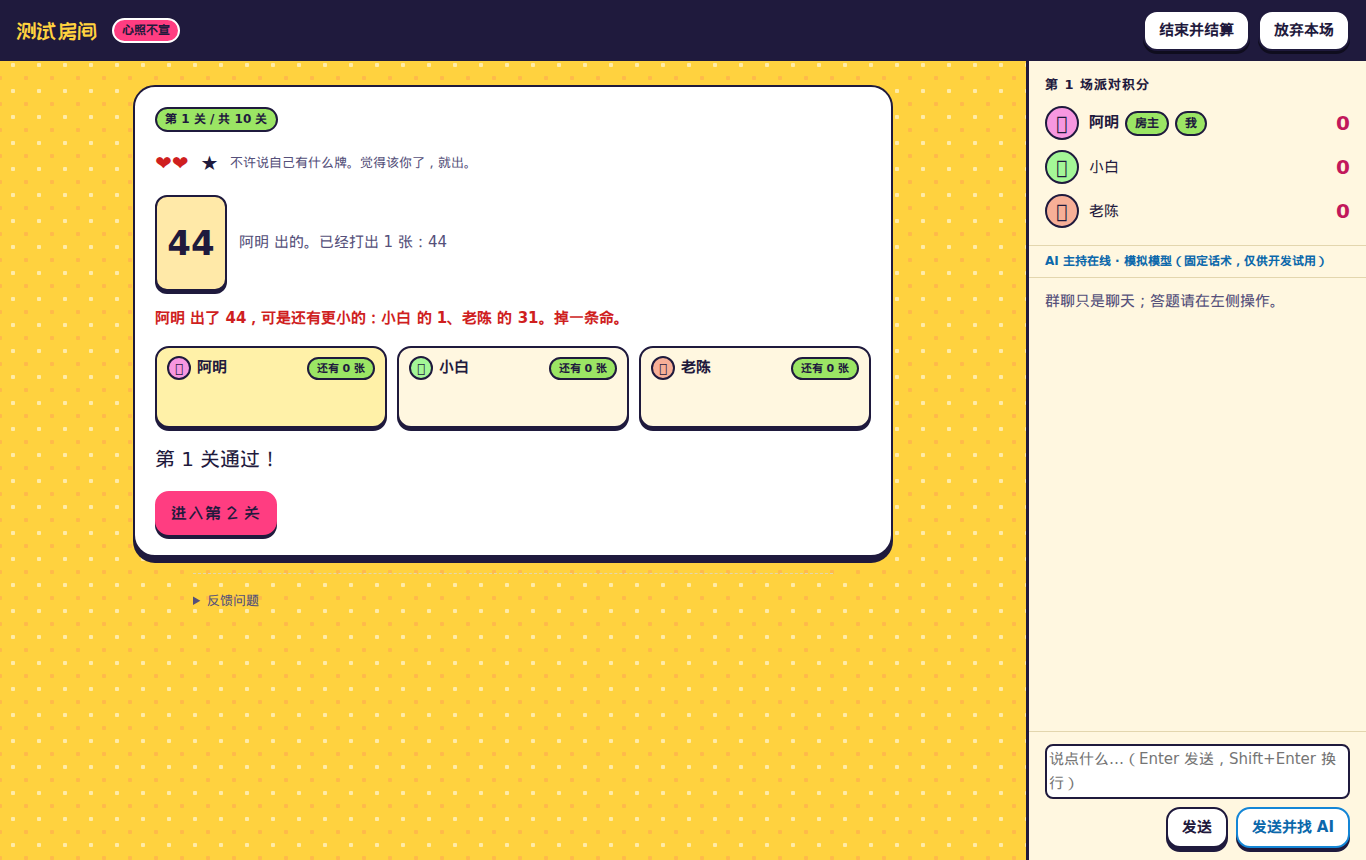 测试房间
心照不宣
结束并结算
放弃本场
第 1 关 / 共 10 关
❤❤ ★ 不许说自己有什么牌。觉得该你了，就出。
44
阿明 出的。已经打出 1 张：44
阿明 出了 44，可是还有更小的：小白 的 1、老陈 的 31。掉一条命。
阿明 还有 0 张
小白 还有 0 张
老陈 还有 0 张
第 1 关通过！
进入第 2 关
▶ 反馈问题
第 1 场派对积分
阿明 房主 我 0
小白 0
老陈 0
AI 主持在线 · 模拟模型（固定话术，仅供开发试用）
群聊只是聊天；答题请在左侧操作。
说点什么…（Enter 发送，Shift+Enter 换
行）
发送
发送并找 AI